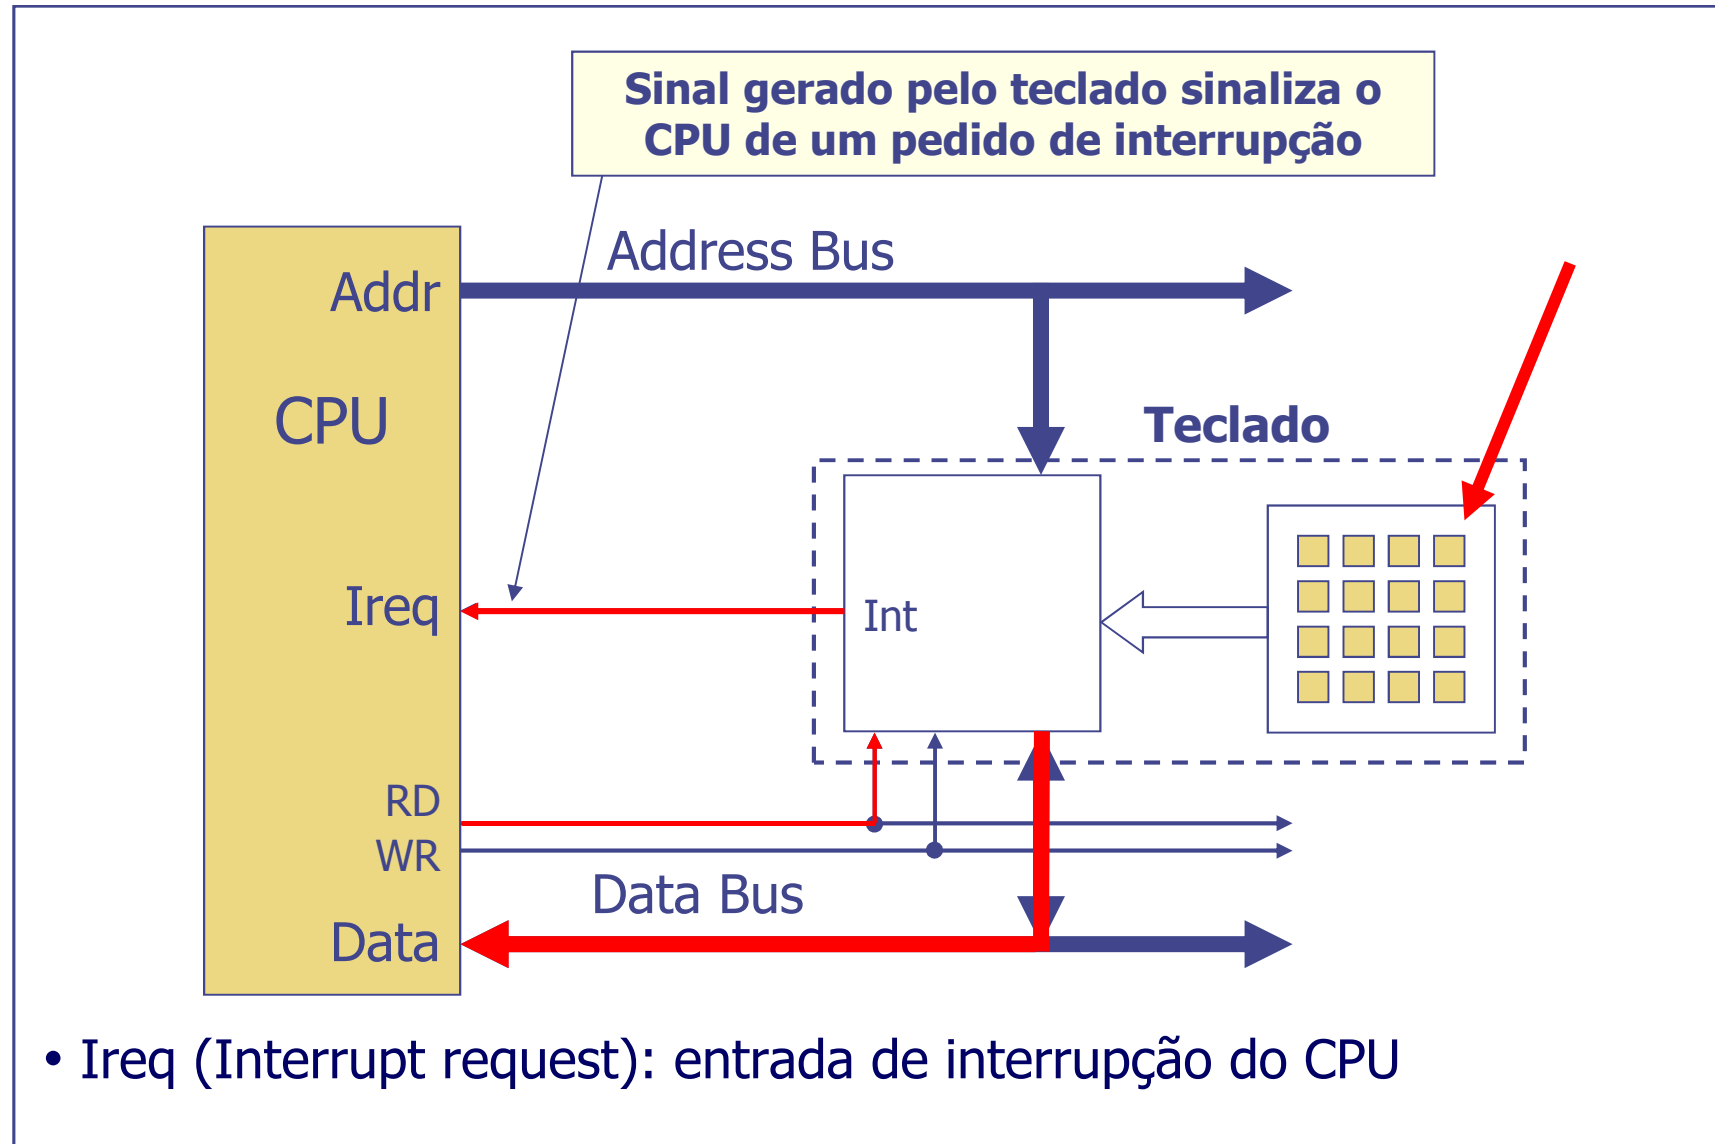 Sinal gerado pelo teclado sinaliza o
CPU de um pedido de interrupção
Address Bus
Addr
CPU
Teclado
Ireq
Int
RD
WR
Data Bus
Data
• Ireq (Interrupt request): entrada de interrupção do CPU